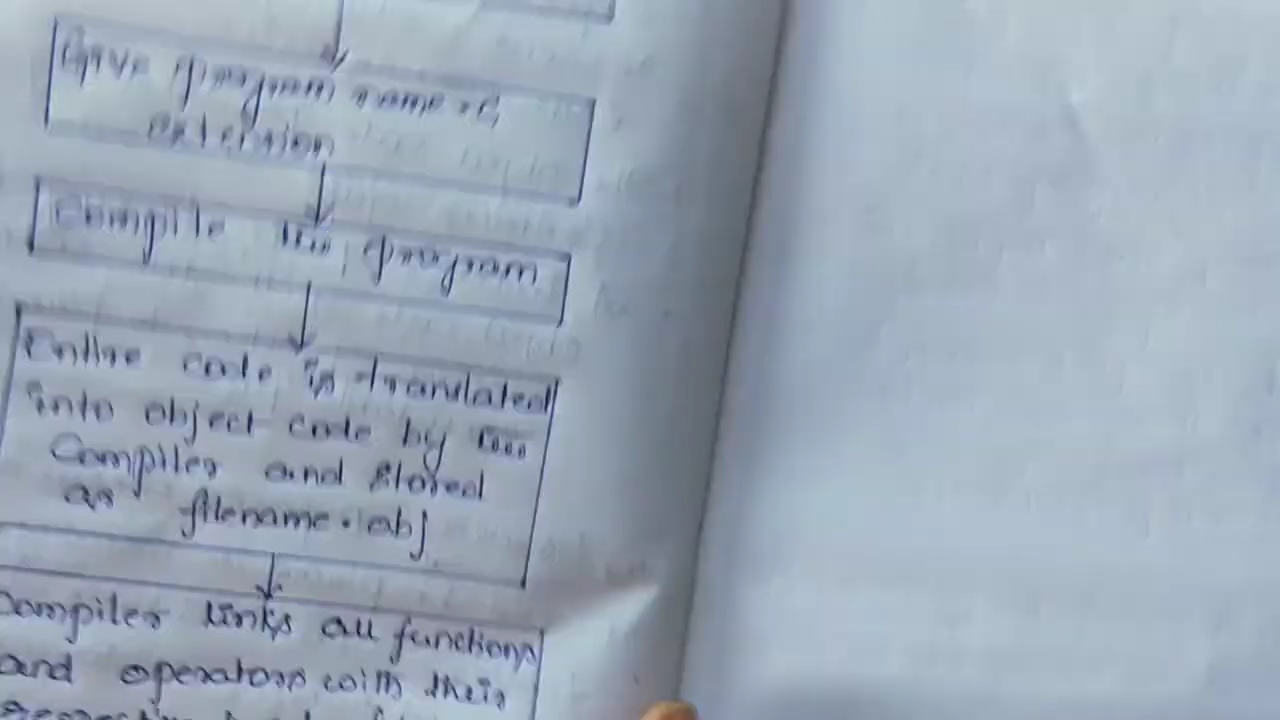 Give program name .C
extension
Compile the program
Entire code is translated
into object code by the
Compiler and stored
as filename.obj
Compiler links all functions
and operators with their